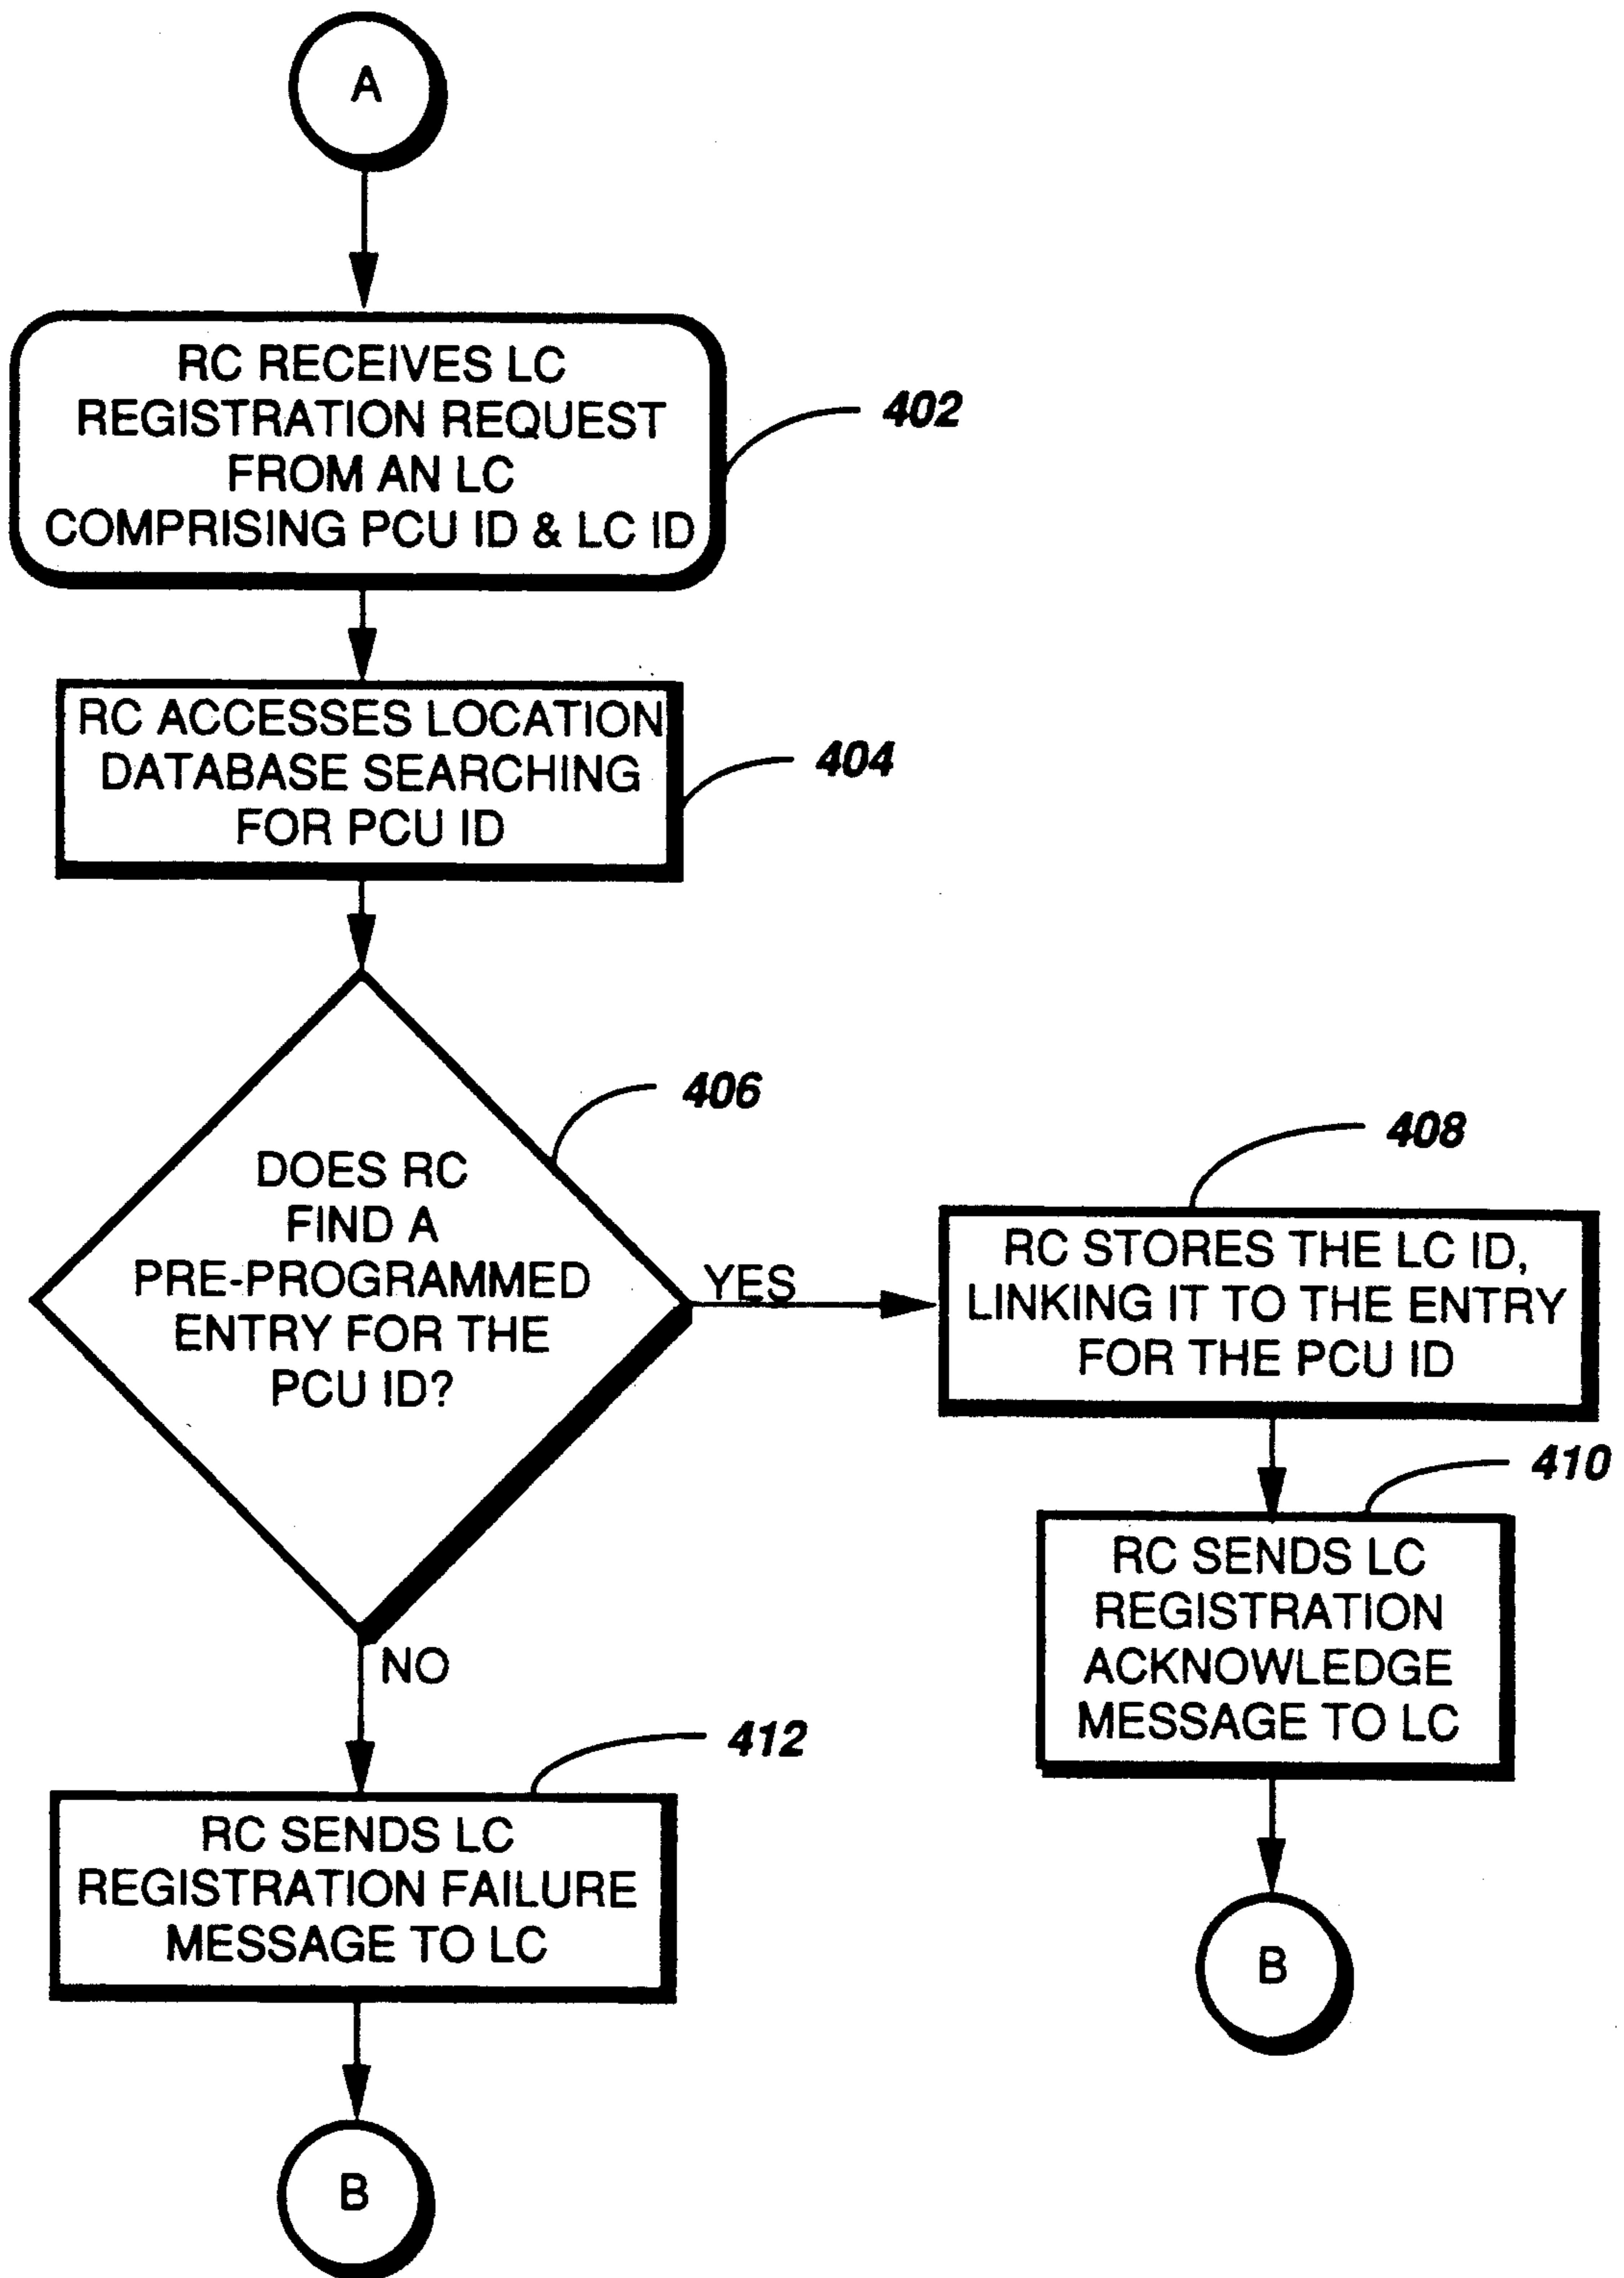 A
RC RECEIVES LC
REGISTRATION REQUEST
FROM AN LC
COMPRISING PCU ID & LC ID
402
RC ACCESSES LOCATION
DATABASE SEARCHING
FOR PCU ID
404
DOES RC
FIND A
PRE-PROGRAMMED
ENTRY FOR THE
PCU ID?
406
YES
408
RC STORES THE LC ID,
LINKING IT TO THE ENTRY
FOR THE PCU ID
410
RC SENDS LC
REGISTRATION
ACKNOWLEDGE
MESSAGE TO LC
B
NO
412
RC SENDS LC
REGISTRATION FAILURE
MESSAGE TO LC
B